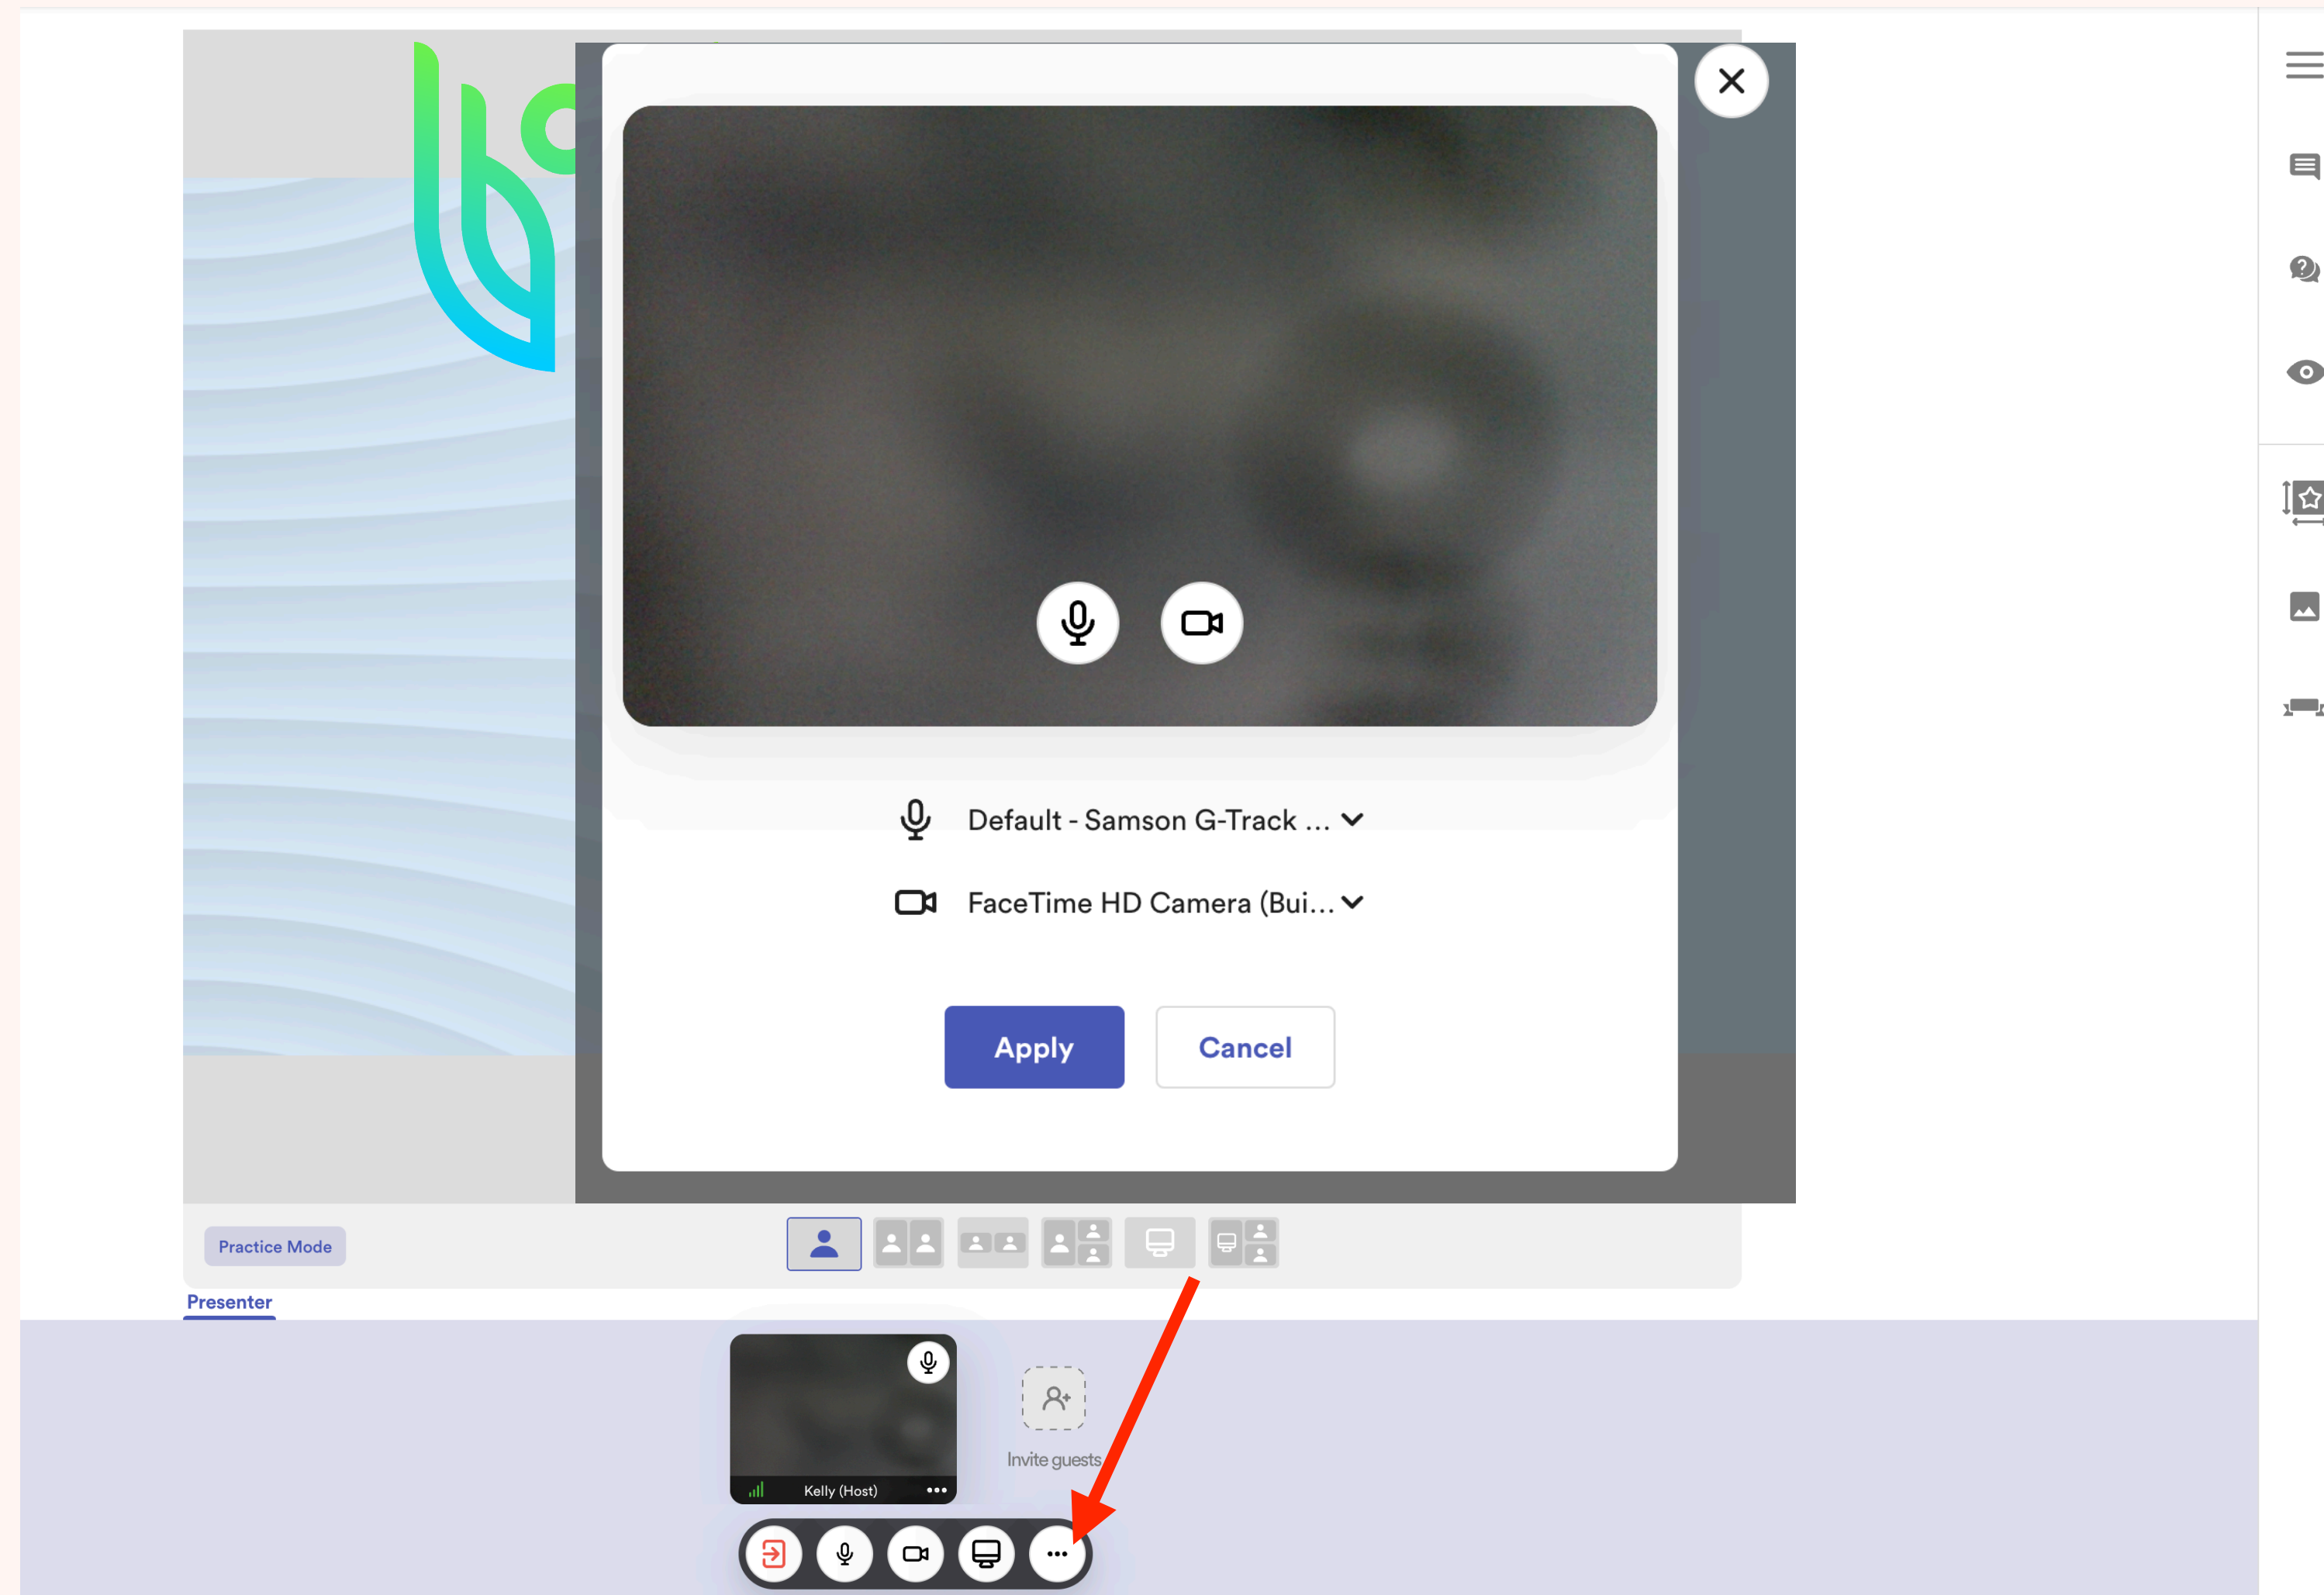 Default - Samson G-Track ...
FaceTime HD Camera (Bui...
Apply
Cancel
Practice Mode
Presenter
Invite guests
Kelly (Host)